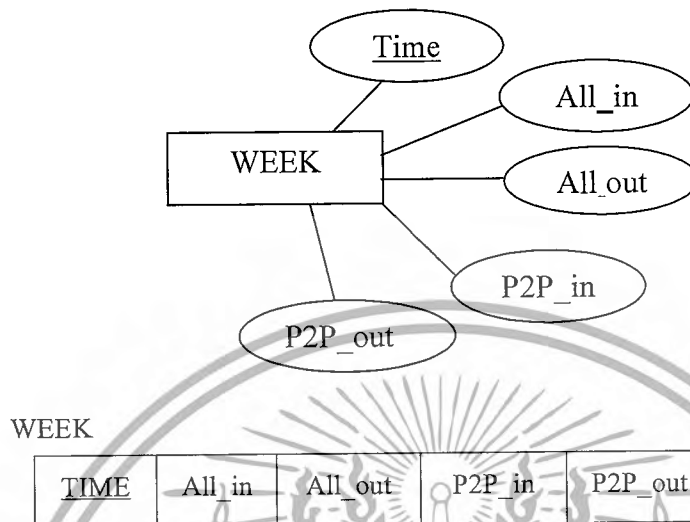 Time
All_in
WEEK
All_out
P2P_in
P2P_out
WEEK
TIME All_in All_out P2P_in P2P_out